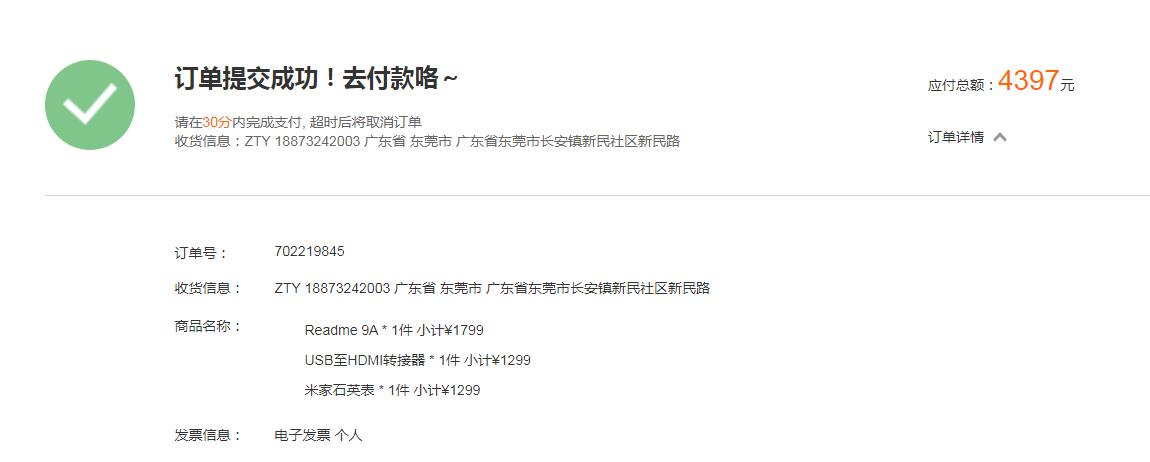 订单提交成功！去付款咯～
应付总额：4397元
请在30分内完成支付, 超时后将取消订单
收货信息：ZTY 18873242003 广东省 东莞市 广东省东莞市长安镇新民社区新民路
订单详情
订单号： 702219845
收货信息： ZTY 18873242003 广东省 东莞市 广东省东莞市长安镇新民社区新民路
商品名称： Readme 9A * 1件 小计¥1799
USB至HDMI转接器 * 1件 小计¥1299
米家石英表 * 1件 小计¥1299
发票信息： 电子发票 个人